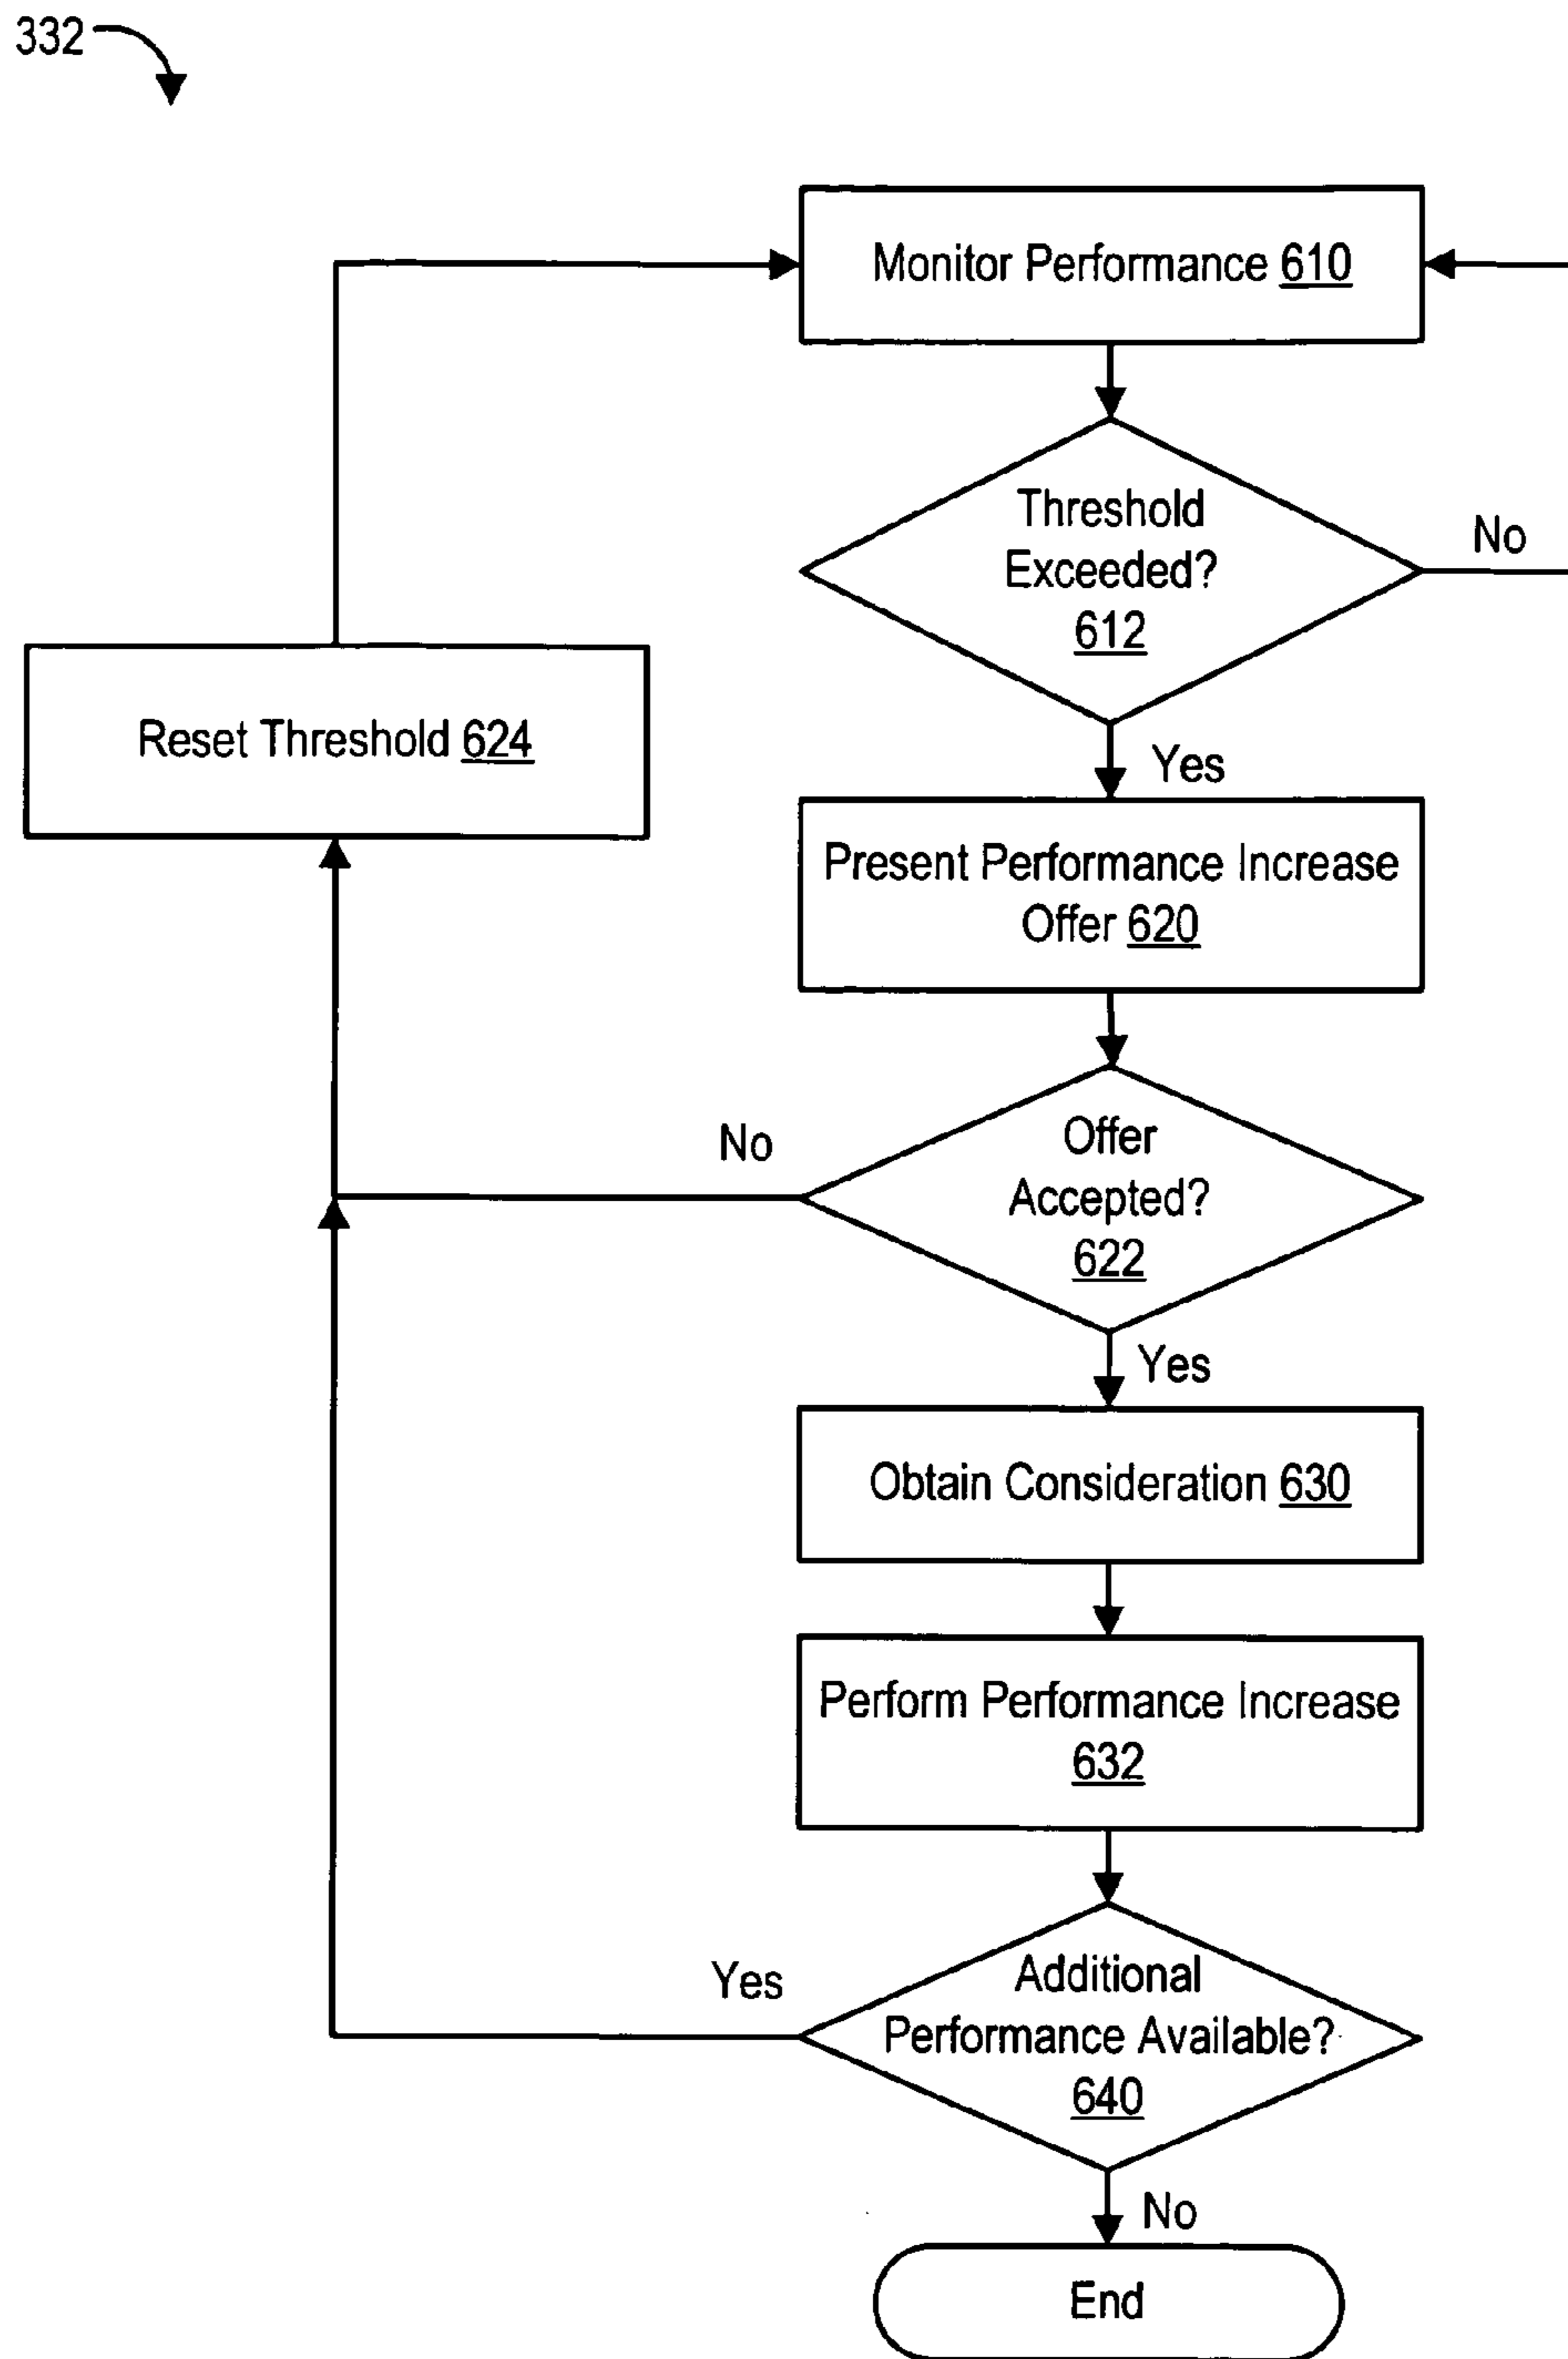 332
Monitor Performance 610
Threshold
Exceeded?
612
No
Reset Threshold 624
Yes
Present Performance Increase
Offer 620
No
Offer
Accepted?
622
Yes
Obtain Consideration 630
Perform Performance Increase
632
Yes
Additional
Performance Available?
640
No
End